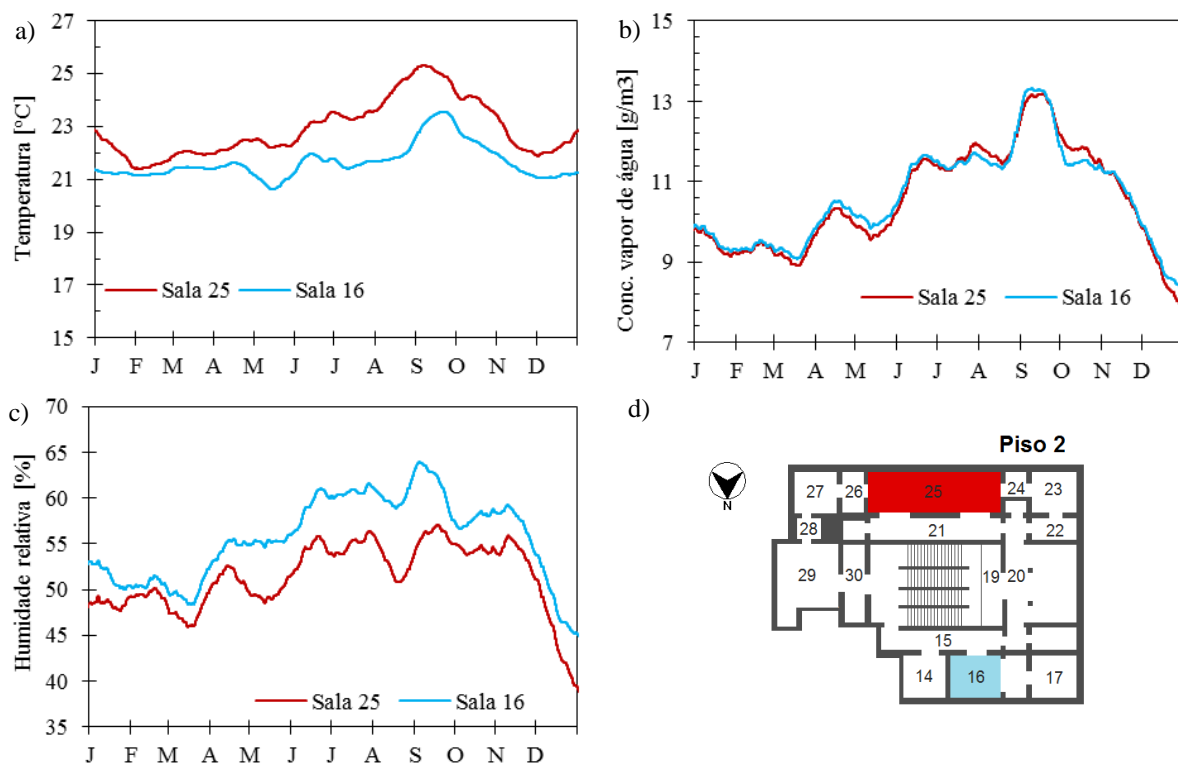 a)
Temperatura [ºC]
27
25
23
21
19
17
15
Sala 25
Sala 16
J F M A M J J A S O N D
b)
Conc. vapor de água [g/m3]
15
13
11
9
7
Sala 25
Sala 16
J F M A M J J A S O N D
c)
Humidade relativa [%]
70
65
60
55
50
45
40
35
Sala 25
Sala 16
J F M A M J J A S O N D
d)
Piso 2
N
27 26 25 24 23
28 21 22
29 30 19 20
15
14 16 17